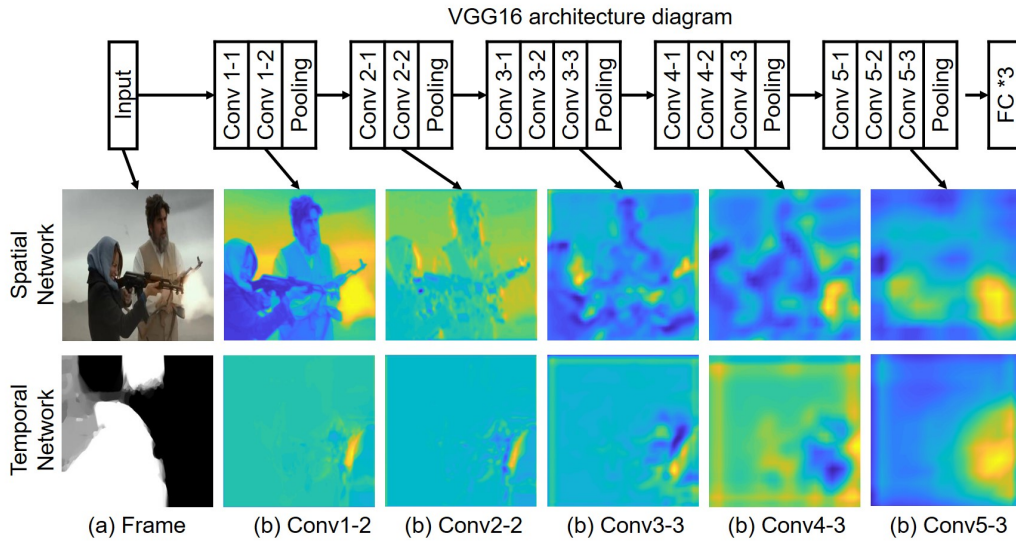 VGG16 architecture diagram
Input
Conv 1-1
Conv 1-2
Pooling
Conv 2-1
Conv 2-2
Pooling
Conv 3-1
Conv 3-2
Conv 3-3
Pooling
Conv 4-1
Conv 4-2
Conv 4-3
Pooling
Conv 5-1
Conv 5-2
Conv 5-3
Pooling
FC *3
Spatial
Network
Temporal
Network
(a) Frame
(b) Conv1-2
(b) Conv2-2
(b) Conv3-3
(b) Conv4-3
(b) Conv5-3